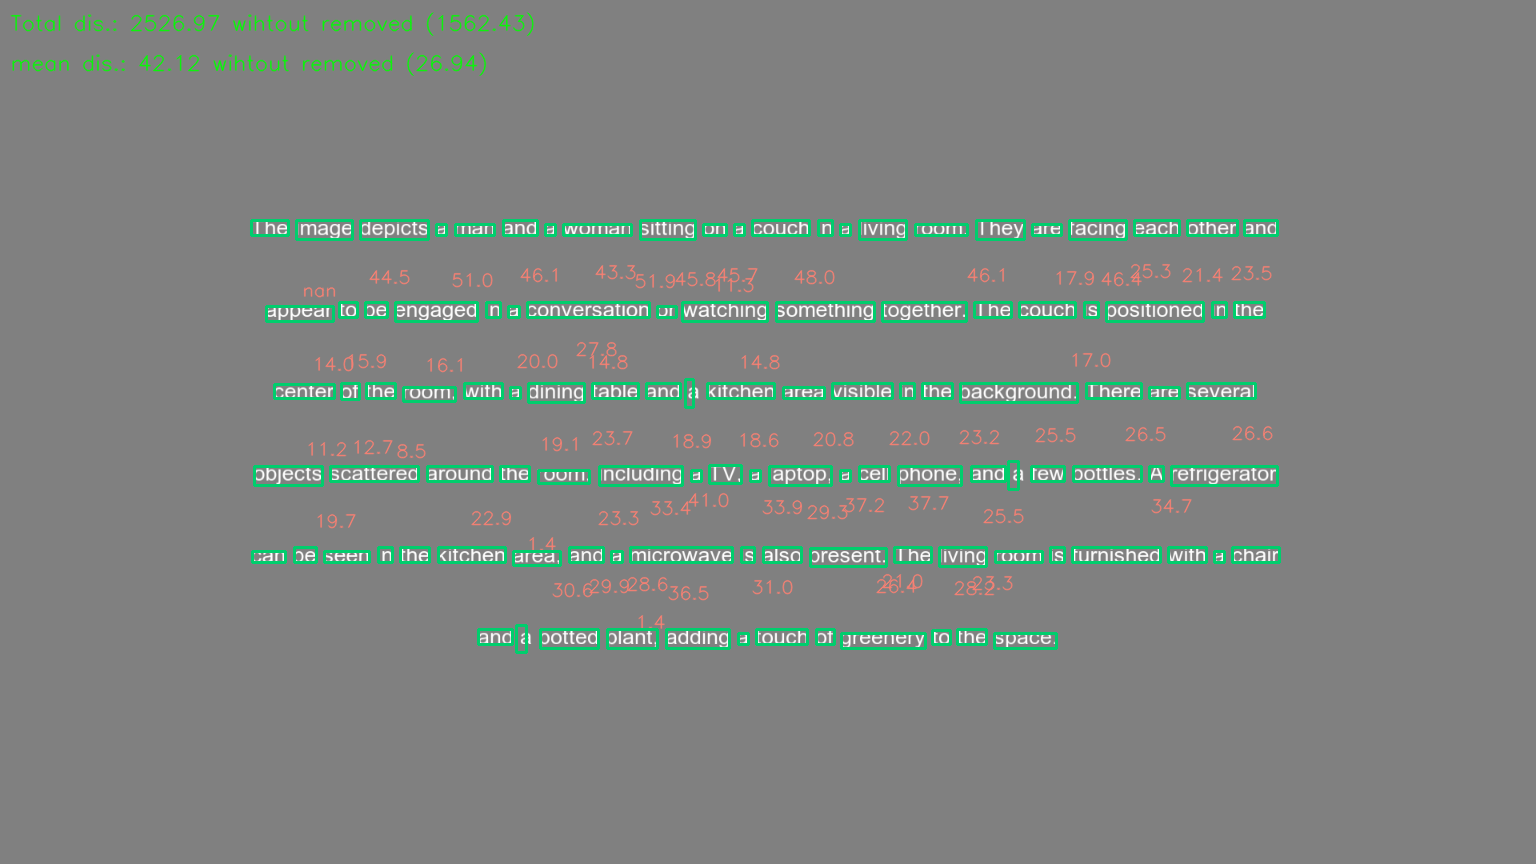 Total dis.: 2526.97 wihtout removed (1562.43)
mean dis.: 42.12 wihtout removed (26.94)
The image depicts a man and a woman sitting on a couch in a living room. They are facing each other and
nan 44.5 51.0 46.1 43.3 51.9 45.8 45.7 11.3 48.0 46.1 17.9 46.4 25.3 21.4 23.5
appear to be engaged in a conversation or watching something together. The couch is positioned in the
14.0 15.9 16.1 20.0 27.8 14.8 14.8 17.0
center of the room, with a dining table and a kitchen area visible in the background. There are several
11.2 12.7 8.5 19.1 23.7 18.9 18.6 20.8 22.0 23.2 25.5 26.5 26.6
objects scattered around the room, including a TV, a laptop, a cell phone, and a few bottles. A refrigerator
19.7 22.9 1.4 23.3 33.4 41.0 33.9 29.3 37.2 37.7 25.5 34.7
can be seen in the kitchen area, and a microwave is also present. The living room is furnished with a chair
30.6 29.9 28.6 36.5 31.0 26.4 21.0 28.2 23.3
1.4
and a potted plant, adding a touch of greenery to the space.